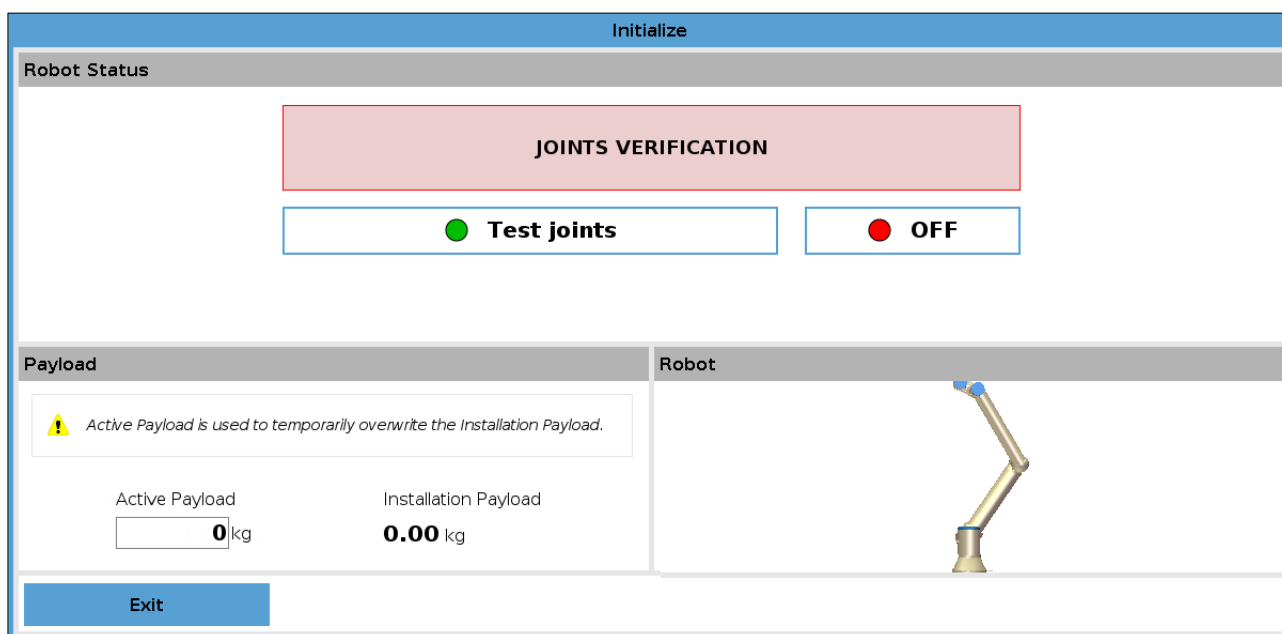 Initialize
Robot Status
JOINTS VERIFICATION
Test joints
OFF
Payload
Robot
Active Payload is used to temporarily overwrite the Installation Payload.
Active Payload
Installation Payload
0 kg
0.00 kg
Exit